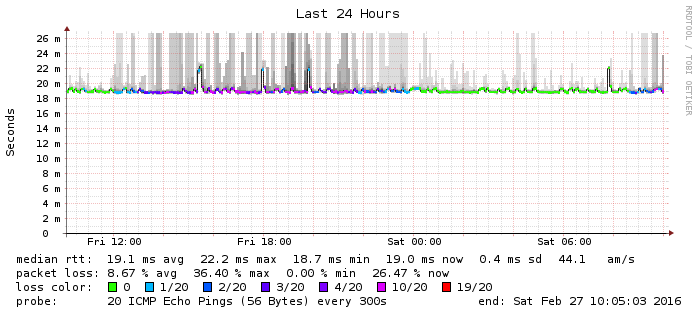 Last 24 Hours
RRDTOOL / TOBI OETIKER
Seconds
26 m
24 m
22 m
20 m
18 m
16 m
14 m
12 m
10 m
8 m
6 m
4 m
2 m
0
Fri 12:00 Fri 18:00 Sat 00:00 Sat 06:00
median rtt: 19.1 ms avg 22.2 ms max 18.7 ms min 19.0 ms now 0.4 ms sd 44.1 am/s
packet loss: 8.67 % avg 36.40 % max 0.00 % min 26.47 % now
loss color: 0 1/20 2/20 3/20 4/20 10/20 19/20
probe: 20 ICMP Echo Pings (56 Bytes) every 300s end: Sat Feb 27 10:05:03 2016